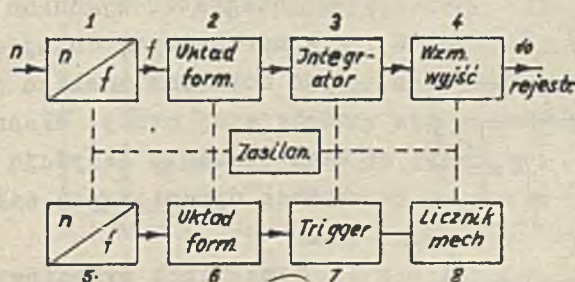 1 2 3 4
n n/f f Układ form. Integr-ator Wzm. wyjść do rejestr.
Zasilan.
n/f Układ form. Trigger Licznik mech
5. 6 7 8